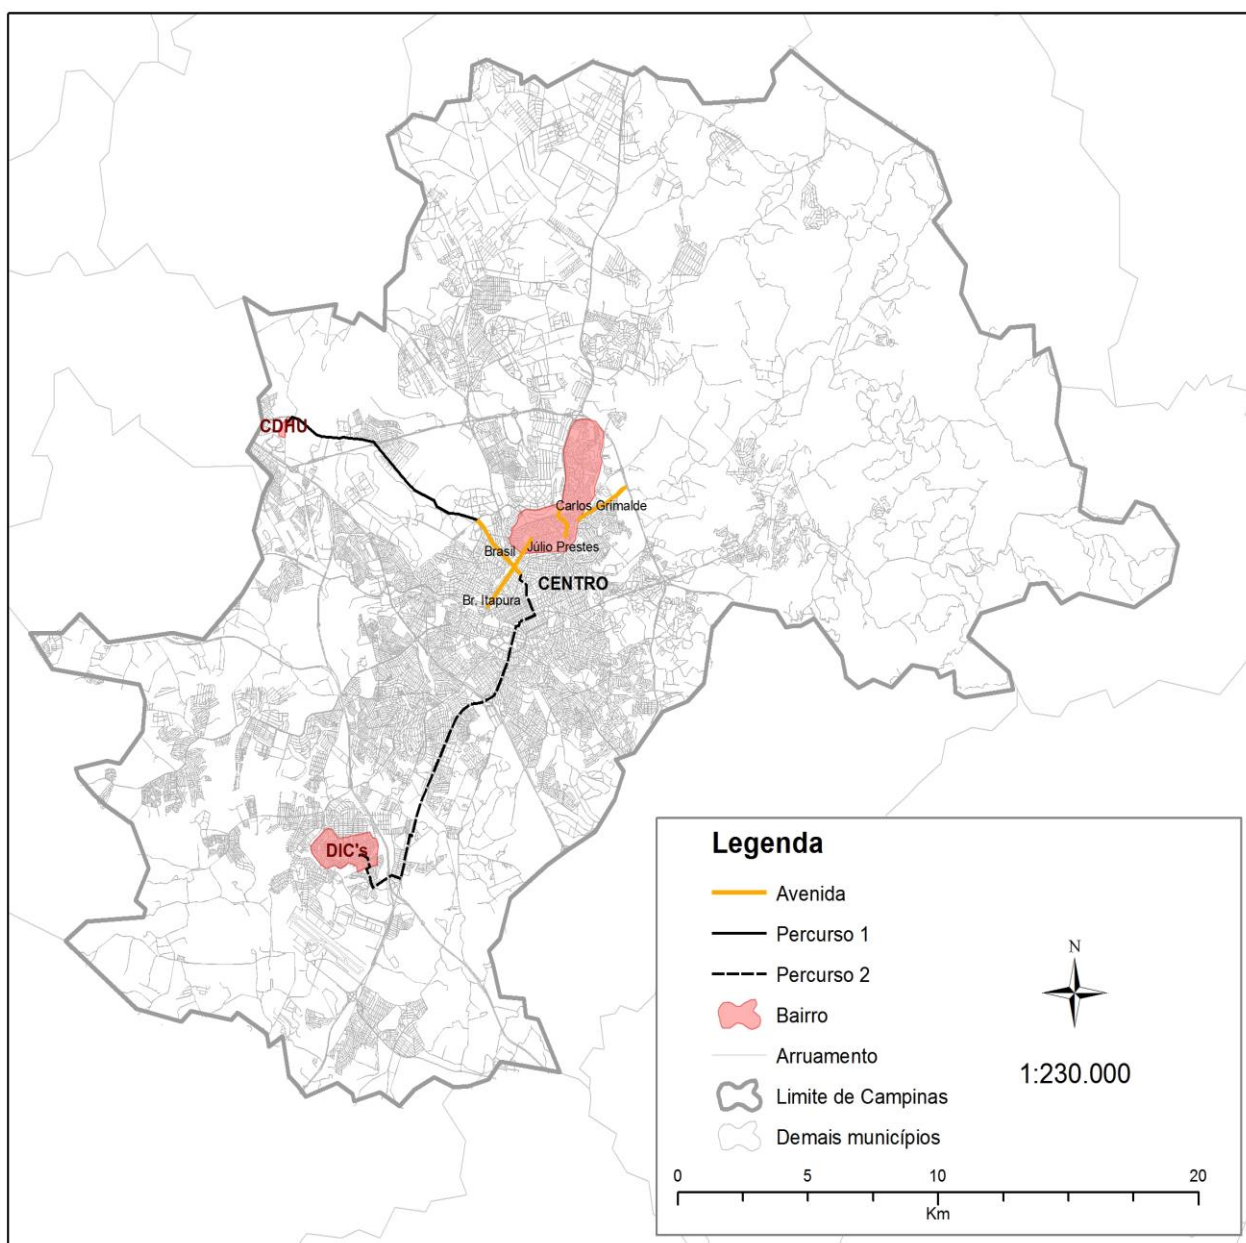 CDHU
Carlos Grimalde
Júlio Prestes
Brasil
CENTRO
Br. Itapura
DIC's
Legenda
Avenida
Percurso 1
Percurso 2
Bairro
Arruamento
Limite de Campinas
Demais municípios
N
1:230.000
0 5 10 20
Km